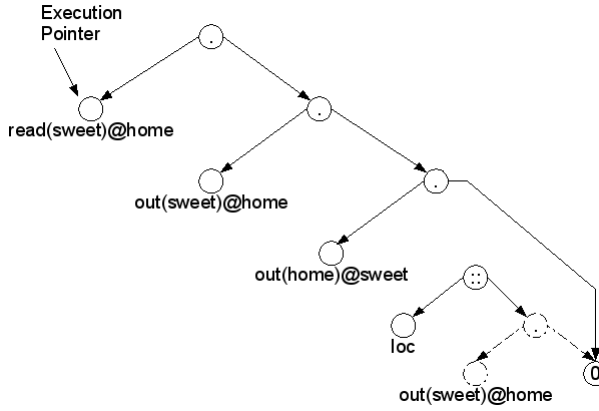 Execution
Pointer
.
read(sweet)@home
.
out(sweet)@home
.
out(home)@sweet
::
loc
.
out(sweet)@home
0